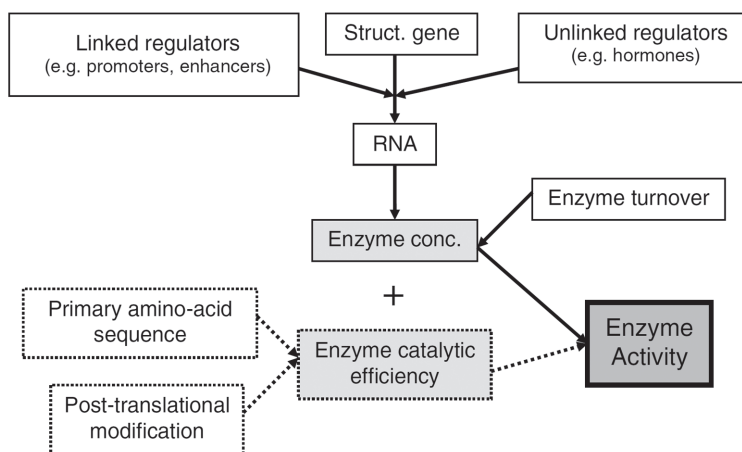 Linked regulators
(e.g. promoters, enhancers)
Struct. gene
Unlinked regulators
(e.g. hormones)
RNA
Enzyme turnover
Enzyme conc.
+
Primary amino-acid
sequence
Enzyme catalytic
efficiency
Enzyme
Activity
Post-translational
modification